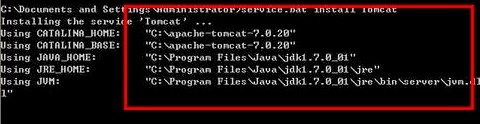 C:\Documents and Settings\Administrator>service.bat install Tomcat
Installing the service 'Tomcat' ...
Using CATALINA_HOME:    "C:\apache-tomcat-7.0.20"
Using CATALINA_BASE:    "C:\apache-tomcat-7.0.20"
Using JAVA_HOME:        "C:\Program Files\Java\jdk1.7.0_01"
Using JRE_HOME:         "C:\Program Files\Java\jdk1.7.0_01\jre"
Using JVM:              "C:\Program Files\Java\jdk1.7.0_01\jre\bin\server\jvm.dl
l"